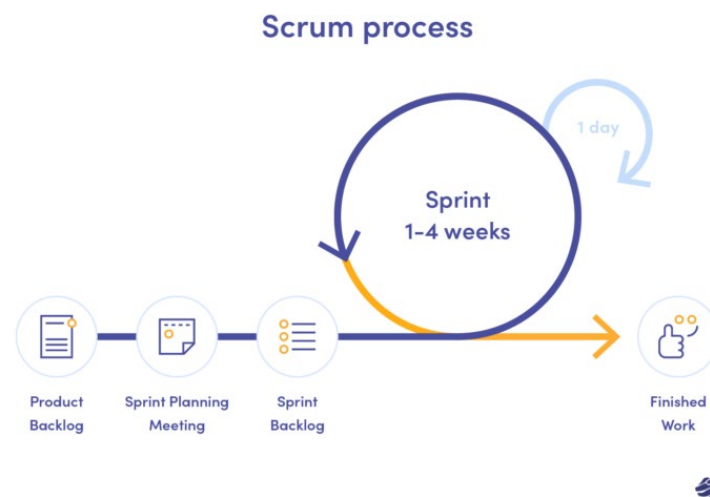 Scrum process
1 day
Sprint
1-4 weeks
Product
Backlog
Sprint Planning
Meeting
Sprint
Backlog
Finished
Work